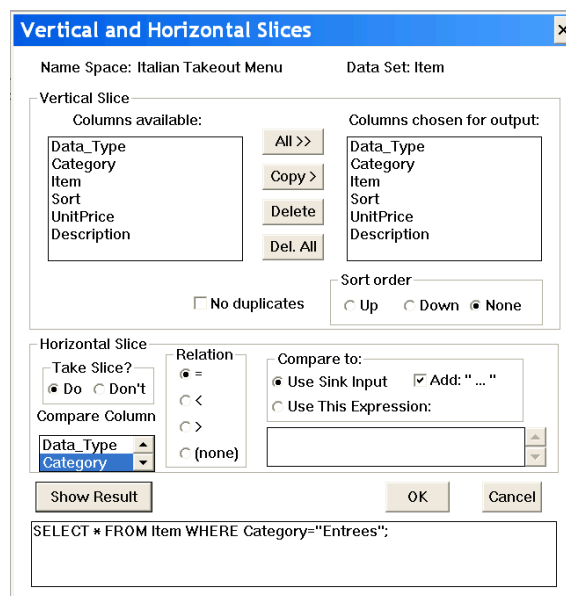 Vertical and Horizontal Slices
Name Space: Italian Takeout Menu Data Set: Item
Vertical Slice
Columns available: Columns chosen for output:
Data_Type All >> Data_Type
Category Category
Item Copy > Item
Sort Sort
UnitPrice Delete UnitPrice
Description Description
Del. All
Sort order
No duplicates Up Down None
Horizontal Slice
Take Slice? Relation Compare to:
Do Don't = Use Sink Input Add: " ... "
< Use This Expression:
Compare Column
>
Data_Type
Category (none)
Show Result OK Cancel
SELECT * FROM Item WHERE Category="Entrees";